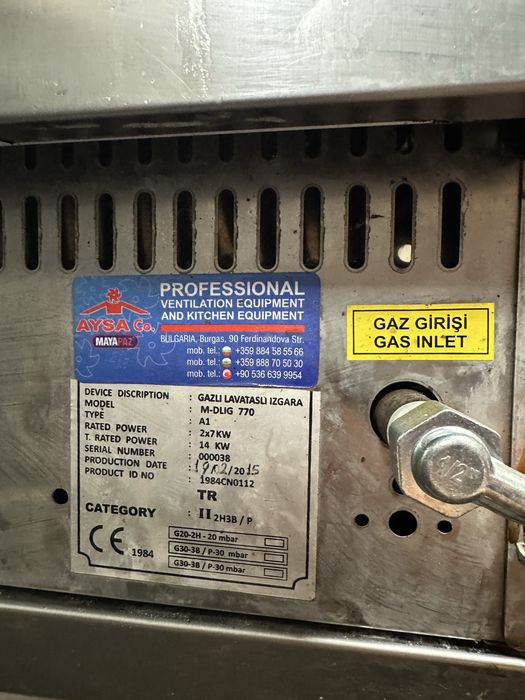 PROFESSIONAL
VENTILATION EQUIPMENT
AND KITCHEN EQUIPMENT
AYSA Co.
MAYAPAZ
BULGARIA, Burgas, 90 Ferdinandova Str.
mob. tel.: +359 884 58 55 66
mob. tel.: +359 888 70 50 30
mob. tel.: +90 536 639 9954
GAZ GİRİŞİ
GAS INLET
DEVICE DISCRIPTION : GAZLI LAVATASLI IZGARA
MODEL : M-DLIG 770
TYPE : A1
RATED POWER : 2x7 KW
T. RATED POWER : 14 KW
SERIAL NUMBER : 000038
PRODUCTION DATE : /2015
PRODUCT ID NO : 1984CN0112
TR
CATEGORY : II 2H3B / P
CE 1984
G20-2H - 20 mbar
G30-3B / P-30 mbar
G30-3B / P-30 mbar
1/2"